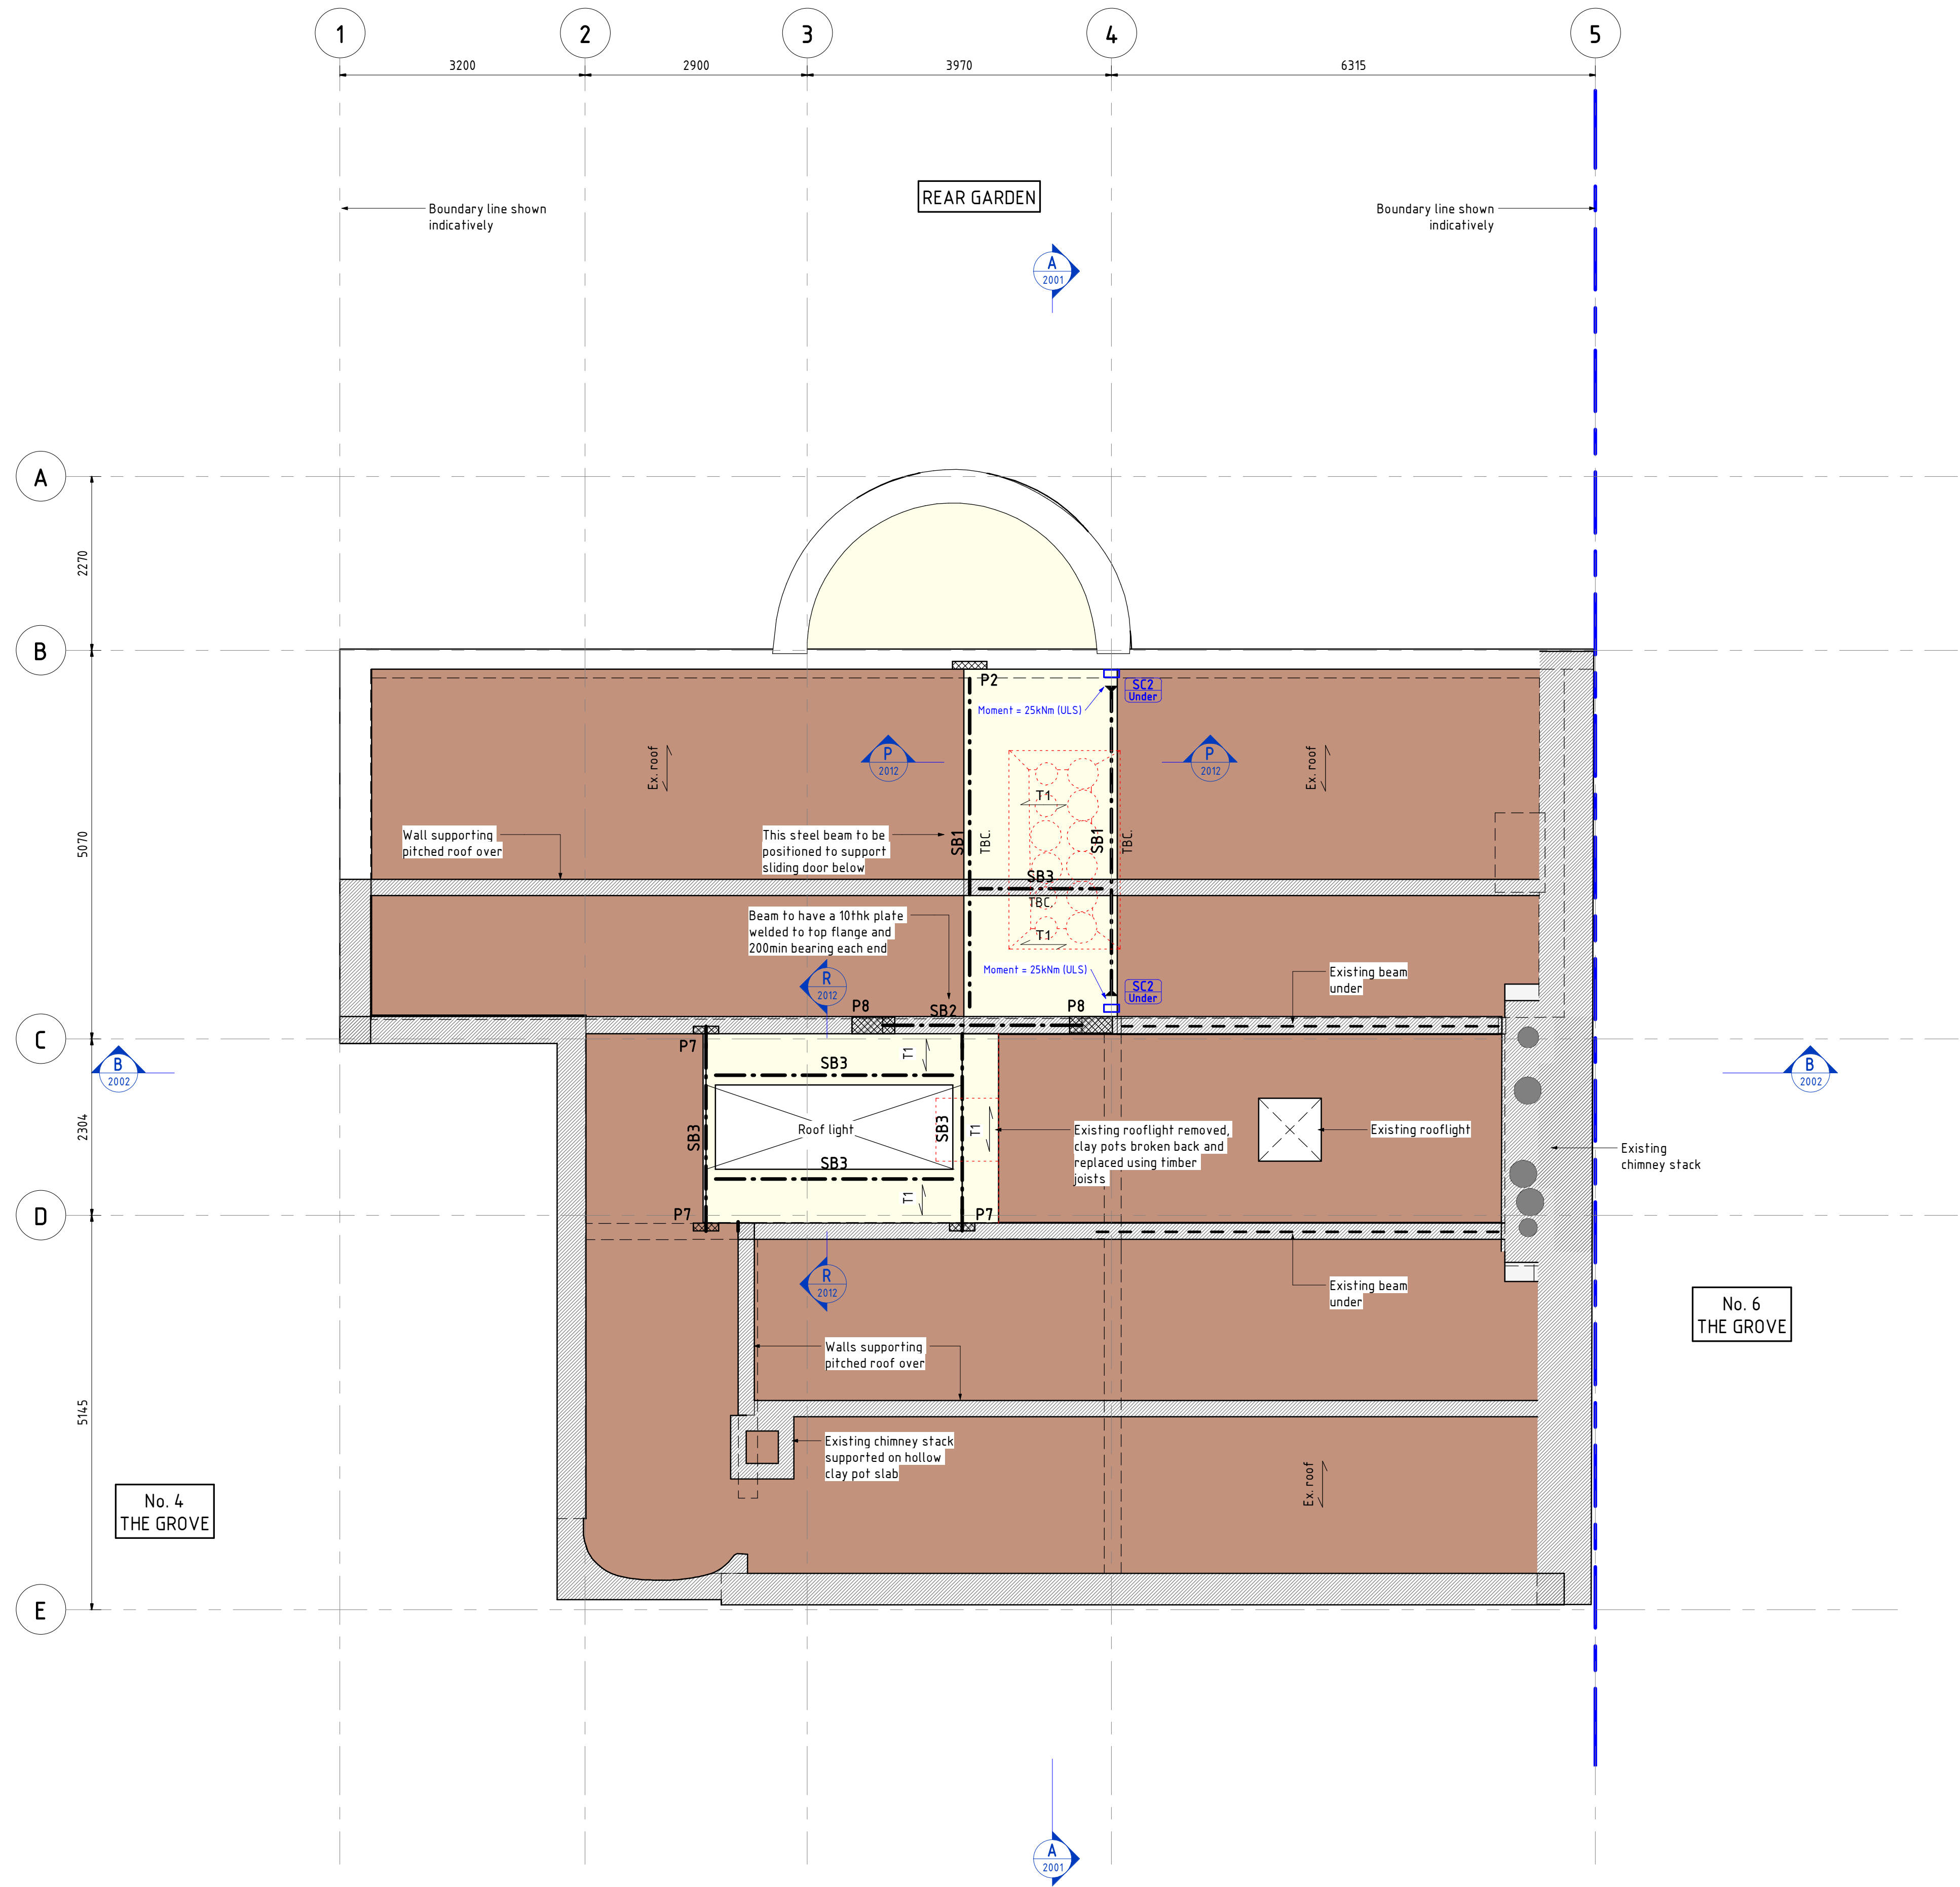 1
2
3
4
5
3200
2900
3970
6315
REAR GARDEN
Boundary line shown
indicatively
Boundary line shown
indicatively
A
2001
A
2270
B
P2
SC2
Under
Moment = 25kNm (ULS)
Ex. roof
P
2012
P
2012
Ex. roof
T1
5070
Wall supporting
pitched roof over
This steel beam to be
positioned to support
sliding door below
SB1
TBC.
SB1
TBC.
SB3
TBC.
Beam to have a 10thk plate
welded to top flange and
200min bearing each end
T1
Moment = 25kNm (ULS)
Existing beam
under
R
2012
SC2
Under
P8
SB2
P8
C
P7
T1
SB3
B
2002
B
2002
2304
SB3
Roof light
SB3
T1
Existing rooflight removed,
clay pots broken back and
replaced using timber
joists
Existing rooflight
Existing
chimney stack
SB3
T1
D
P7
P7
R
2012
Existing beam
under
No. 6
THE GROVE
Walls supporting
pitched roof over
5145
Existing chimney stack
supported on hollow
clay pot slab
Ex. roof
No. 4
THE GROVE
E
A
2001